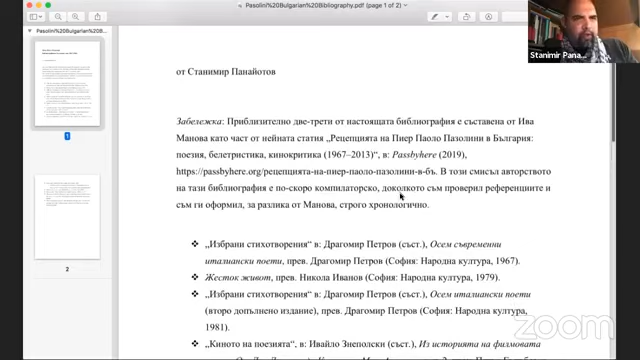 Pasolini%20Bulgarian%20Bibliography.pdf (page 1 of 2)
Pasolini%20Bulgarian%20B...
1
2
от Станимир Панайотов
Забележка: Приблизително две-трети от настоящата библиография е съставена от Ива
Манова като част от нейната статия „Рецепцията на Пиер Паоло Пазолини в България:
поезия, белетристика, кинокритика (1967–2013)“, в: Passbyhere (2019),
https://passbyhere.org/рецепцията-на-пиер-паоло-пазолини-в-бъ. В този смисъл авторството
на тази библиография е по-скоро компилаторско, доколкото съм проверил референциите и
съм ги оформил, за разлика от Манова, строго хронологично.
❖ „Избрани стихотворения“ в: Драгомир Петров (съст.), Осем съвременни
италиански поети, прев. Драгомир Петров (София: Народна култура, 1967).
❖ Жесток живот, прев. Никола Иванов (София: Народна култура, 1979).
❖ „Избрани стихотворения“ в: Драгомир Петров (съст.), Осем италиански поети
(второ допълнено издание), прев. Драгомир Петров (София: Народна култура,
1981).
❖ „Киното на поезията“, в: Ивайло Знеполски (съст.), Из историята на филмовата
Stanimir Pana...
zoom